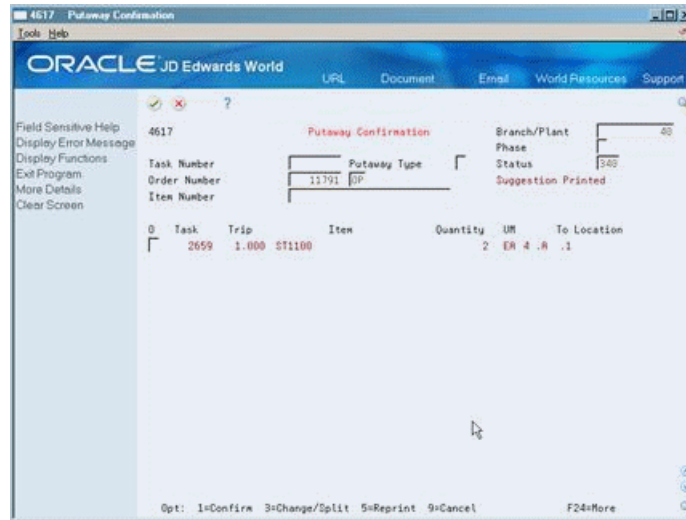 4617 Putaway Confirmation
Tools Help
ORACLE JD Edwards World
URL Document Email World Resources Support
?
Field Sensitive Help
Display Error Message
Display Functions
Exit Program
More Details
Clear Screen
4617 Putaway Confirmation Branch/Plant 40
Phase
Task Number Putaway Type Status 340
Order Number 11791 OP Suggestion Printed
Item Number
O Task Trip Item Quantity UM To Location
2659 1.000 ST1100 2 EA 4 .A .1
Opt: 1=Confirm 3=Change/Split 5=Reprint 9=Cancel F24=More